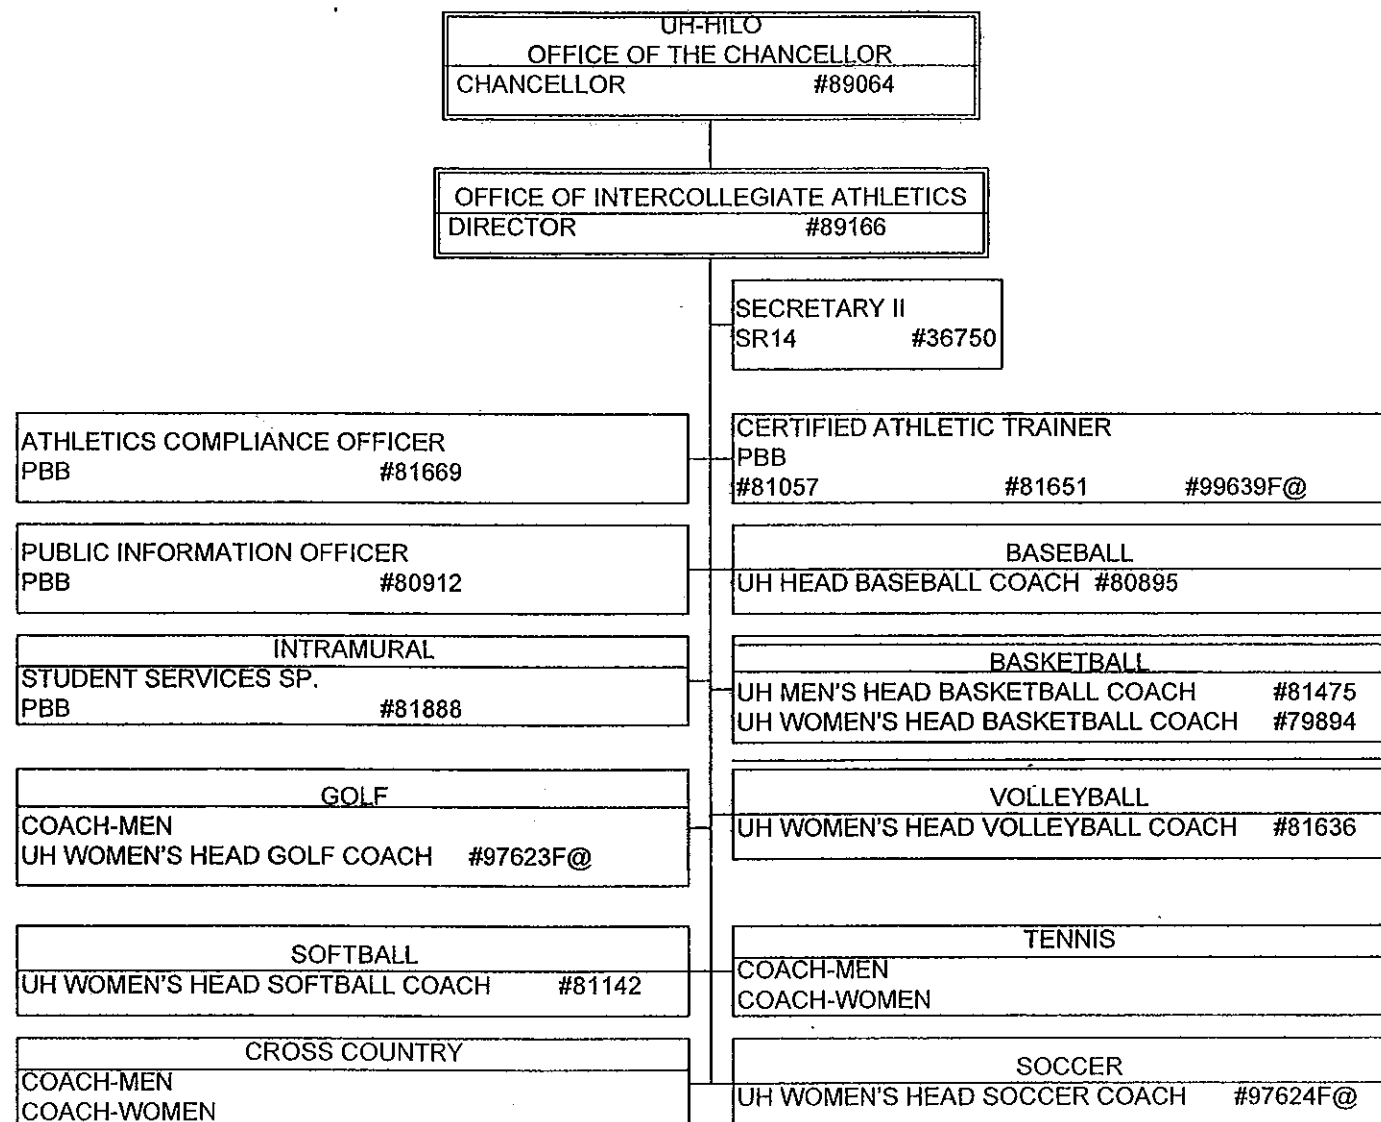 UH-HILO
OFFICE OF THE CHANCELLOR
CHANCELLOR #89064
OFFICE OF INTERCOLLEGIATE ATHLETICS
DIRECTOR #89166
SECRETARY II
SR14 #36750
ATHLETICS COMPLIANCE OFFICER
PBB #81669
CERTIFIED ATHLETIC TRAINER
PBB
#81057 #81651 #99639F@
PUBLIC INFORMATION OFFICER
PBB #80912
BASEBALL
UH HEAD BASEBALL COACH #80895
INTRAMURAL
STUDENT SERVICES SP.
PBB #81888
BASKETBALL
UH MEN'S HEAD BASKETBALL COACH #81475
UH WOMEN'S HEAD BASKETBALL COACH #79894
GOLF
COACH-MEN
UH WOMEN'S HEAD GOLF COACH #97623F@
VOLLEYBALL
UH WOMEN'S HEAD VOLLEYBALL COACH #81636
SOFTBALL
UH WOMEN'S HEAD SOFTBALL COACH #81142
TENNIS
COACH-MEN
COACH-WOMEN
CROSS COUNTRY
COACH-MEN
COACH-WOMEN
SOCCER
UH WOMEN'S HEAD SOCCER COACH #97624F@